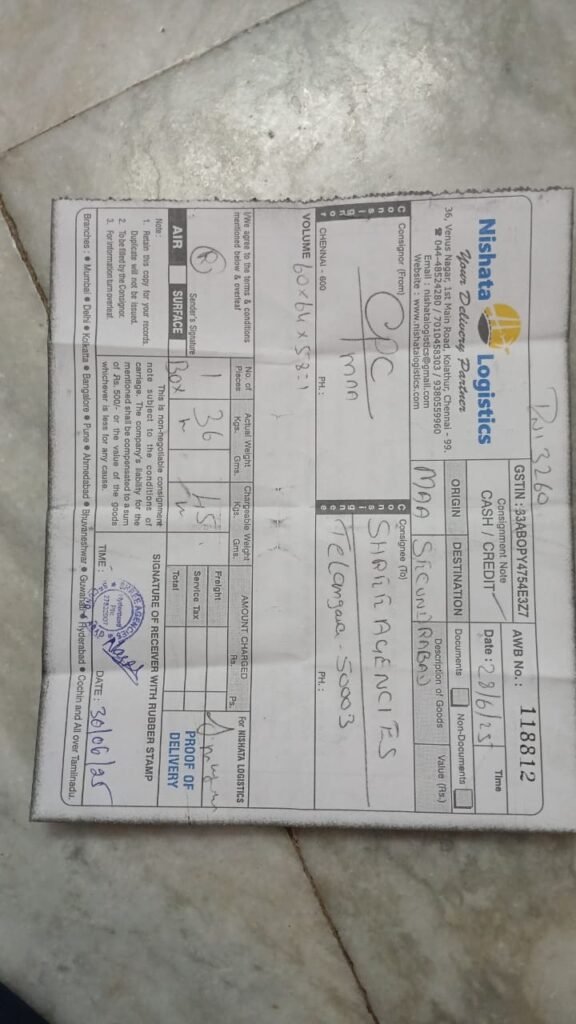 Nishata Logistics
Your Delivery Partner
36, Venus Nagar, 1st Main Road, Kolathur, Chennai - 99.
☎ 044-48524280 / 7010458303 / 9380559960
Email : nishatalogistics@gmail.com
Website : www.nishatalogistics.com
GSTIN : 33ABOPY4754E3Z7
Consignment Note
CASH / CREDIT
AWB No.: 118812
Date: 28/6/25
Time
ORIGIN
DESTINATION
Documents
Non-Documents
MAA
SECUNDRABAD
Description of Goods
Value (Rs.)
Consignor
Consignor (From)
CPC
maa
CHENNAI - 600
PH.:
Consignee
Consignee (To)
SHREE AGENCIES
Telangana - 50003
PH.:
VOLUME 60x64x58=1
I/We agree to the terms & conditions
mentioned below & overleaf
Sender's Signature
No. of Pieces
Actual Weight
Kgs. Gms.
Chargeable Weight
Kgs. Gms.
AMOUNT CHARGED
Rs. Ps.
1
36
45
Box
Freight
Service Tax
Total
For NISHATA LOGISTICS
PROOF OF
DELIVERY
AIR
SURFACE
Note :
1. Retain this copy for your records.
Duplicate will not be issued.
2. To be filled by the Consignor.
3. For information turn overleaf.
This is non-negotiable consignment
note subject to the conditions of
carriage. The company's liability for the
mentioned shall be compensated to a sum
of Rs. 500/- or the value of the goods
whichever is less for any cause.
SIGNATURE OF RECEIVER WITH RUBBER STAMP
TIME :
DATE : 30/06/25
Branches : ● Mumbai ● Delhi ● Kolkatta ● Bangalore ● Pune ● Ahmedabad ● Bhuvaneshwar ● Guwahati ● Hyderabad ● Cochin and All over Tamilnadu.